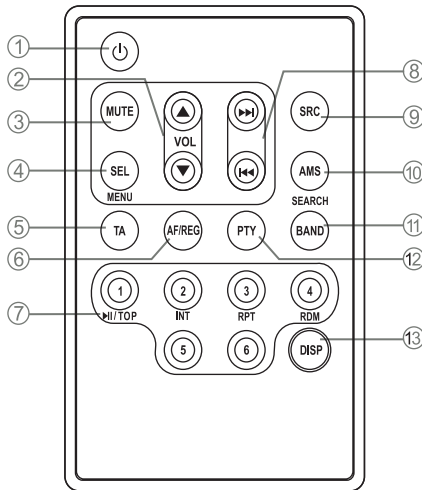 1
2
8
MUTE
SRC
3
VOL
9
4
SEL
AMS
10
MENU
SEARCH
5
TA
AF/REG
PTY
BAND
11
6
12
7
1
2
3
4
/TOP
INT
RPT
RDM
5
6
DISP
13